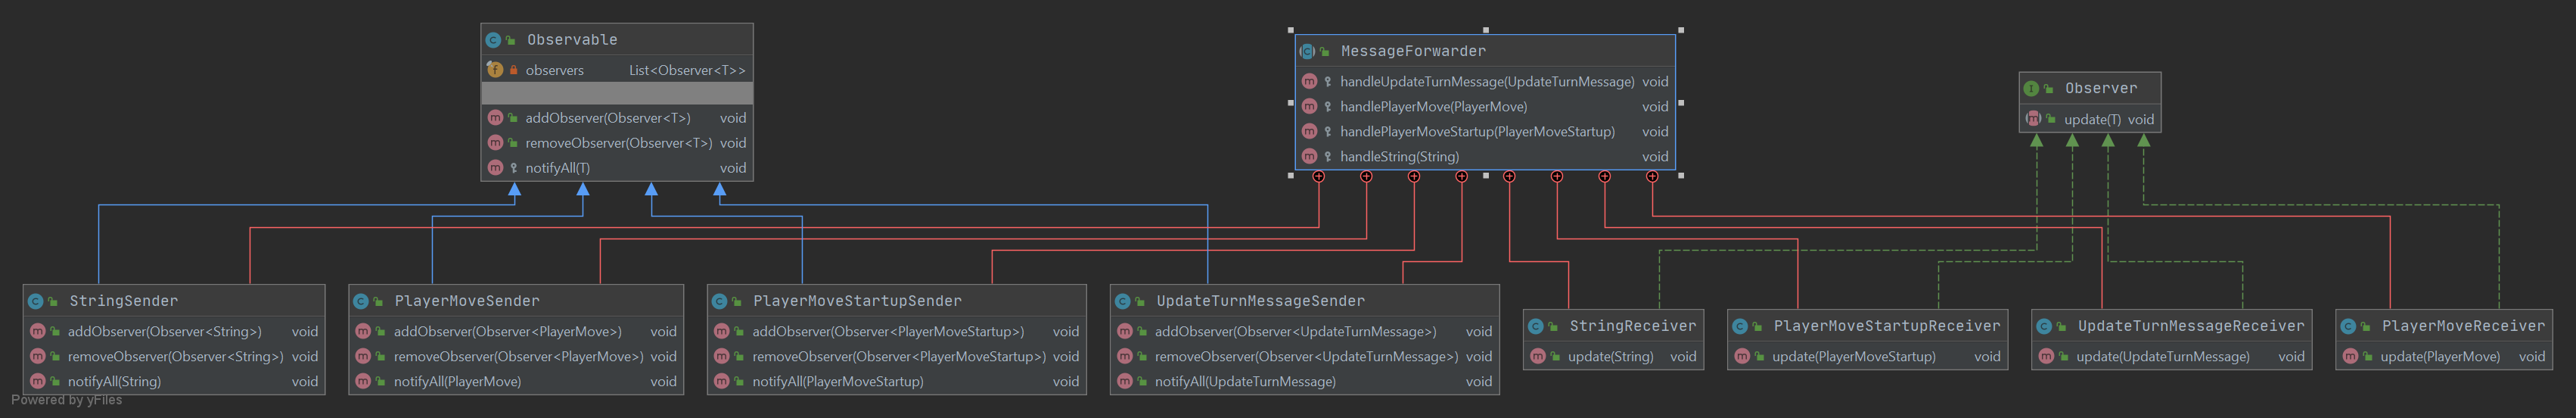 Observable
observers List<Observer<T>>
addObserver(Observer<T>) void
removeObserver(Observer<T>) void
notifyAll(T) void
MessageForwarder
handleUpdateTurnMessage(UpdateTurnMessage) void
handlePlayerMove(PlayerMove) void
handlePlayerMoveStartup(PlayerMoveStartup) void
handleString(String) void
Observer
update(T) void
StringSender
addObserver(Observer<String>) void
removeObserver(Observer<String>) void
notifyAll(String) void
PlayerMoveSender
addObserver(Observer<PlayerMove>) void
removeObserver(Observer<PlayerMove>) void
notifyAll(PlayerMove) void
PlayerMoveStartupSender
addObserver(Observer<PlayerMoveStartup>) void
removeObserver(Observer<PlayerMoveStartup>) void
notifyAll(PlayerMoveStartup) void
UpdateTurnMessageSender
addObserver(Observer<UpdateTurnMessage>) void
removeObserver(Observer<UpdateTurnMessage>) void
notifyAll(UpdateTurnMessage) void
StringReceiver
update(String) void
PlayerMoveStartupReceiver
update(PlayerMoveStartup) void
UpdateTurnMessageReceiver
update(UpdateTurnMessage) void
PlayerMoveReceiver
update(PlayerMove) void
Powered by yFiles